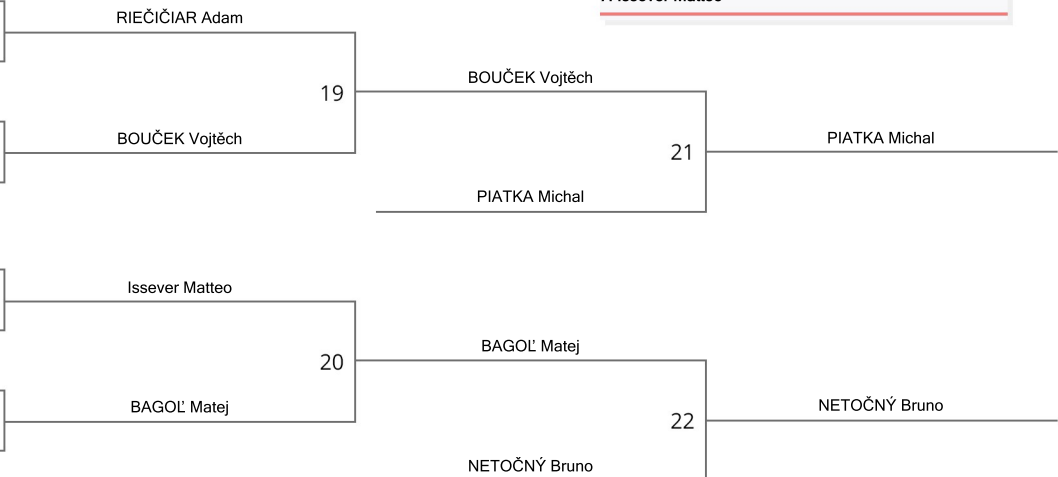 RIEČIČIAR Adam
19
BOUČEK Vojtěch
BOUČEK Vojtěch
21
PIATKA Michal
PIATKA Michal
Issever Matteo
20
BAGOĽ Matej
BAGOĽ Matej
22
NETOČNÝ Bruno
NETOČNÝ Bruno